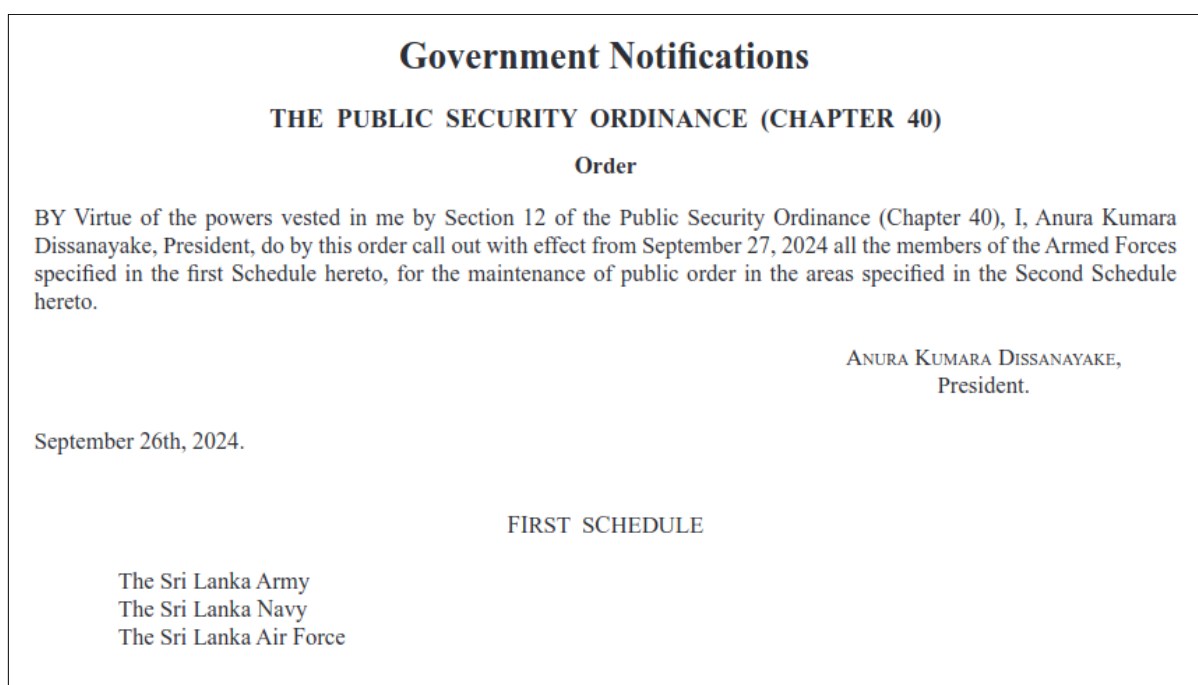 Government Notifications
THE PUBLIC SECURITY ORDINANCE (CHAPTER 40)
Order
BY Virtue of the powers vested in me by Section 12 of the Public Security Ordinance (Chapter 40), I, Anura Kumara
Dissanayake, President, do by this order call out with effect from September 27, 2024 all the members of the Armed Forces
specified in the first Schedule hereto, for the maintenance of public order in the areas specified in the Second Schedule
hereto.
ANURA KUMARA DISSANAYAKE,
President.
September 26th, 2024.
FIRST SCHEDULE
The Sri Lanka Army
The Sri Lanka Navy
The Sri Lanka Air Force